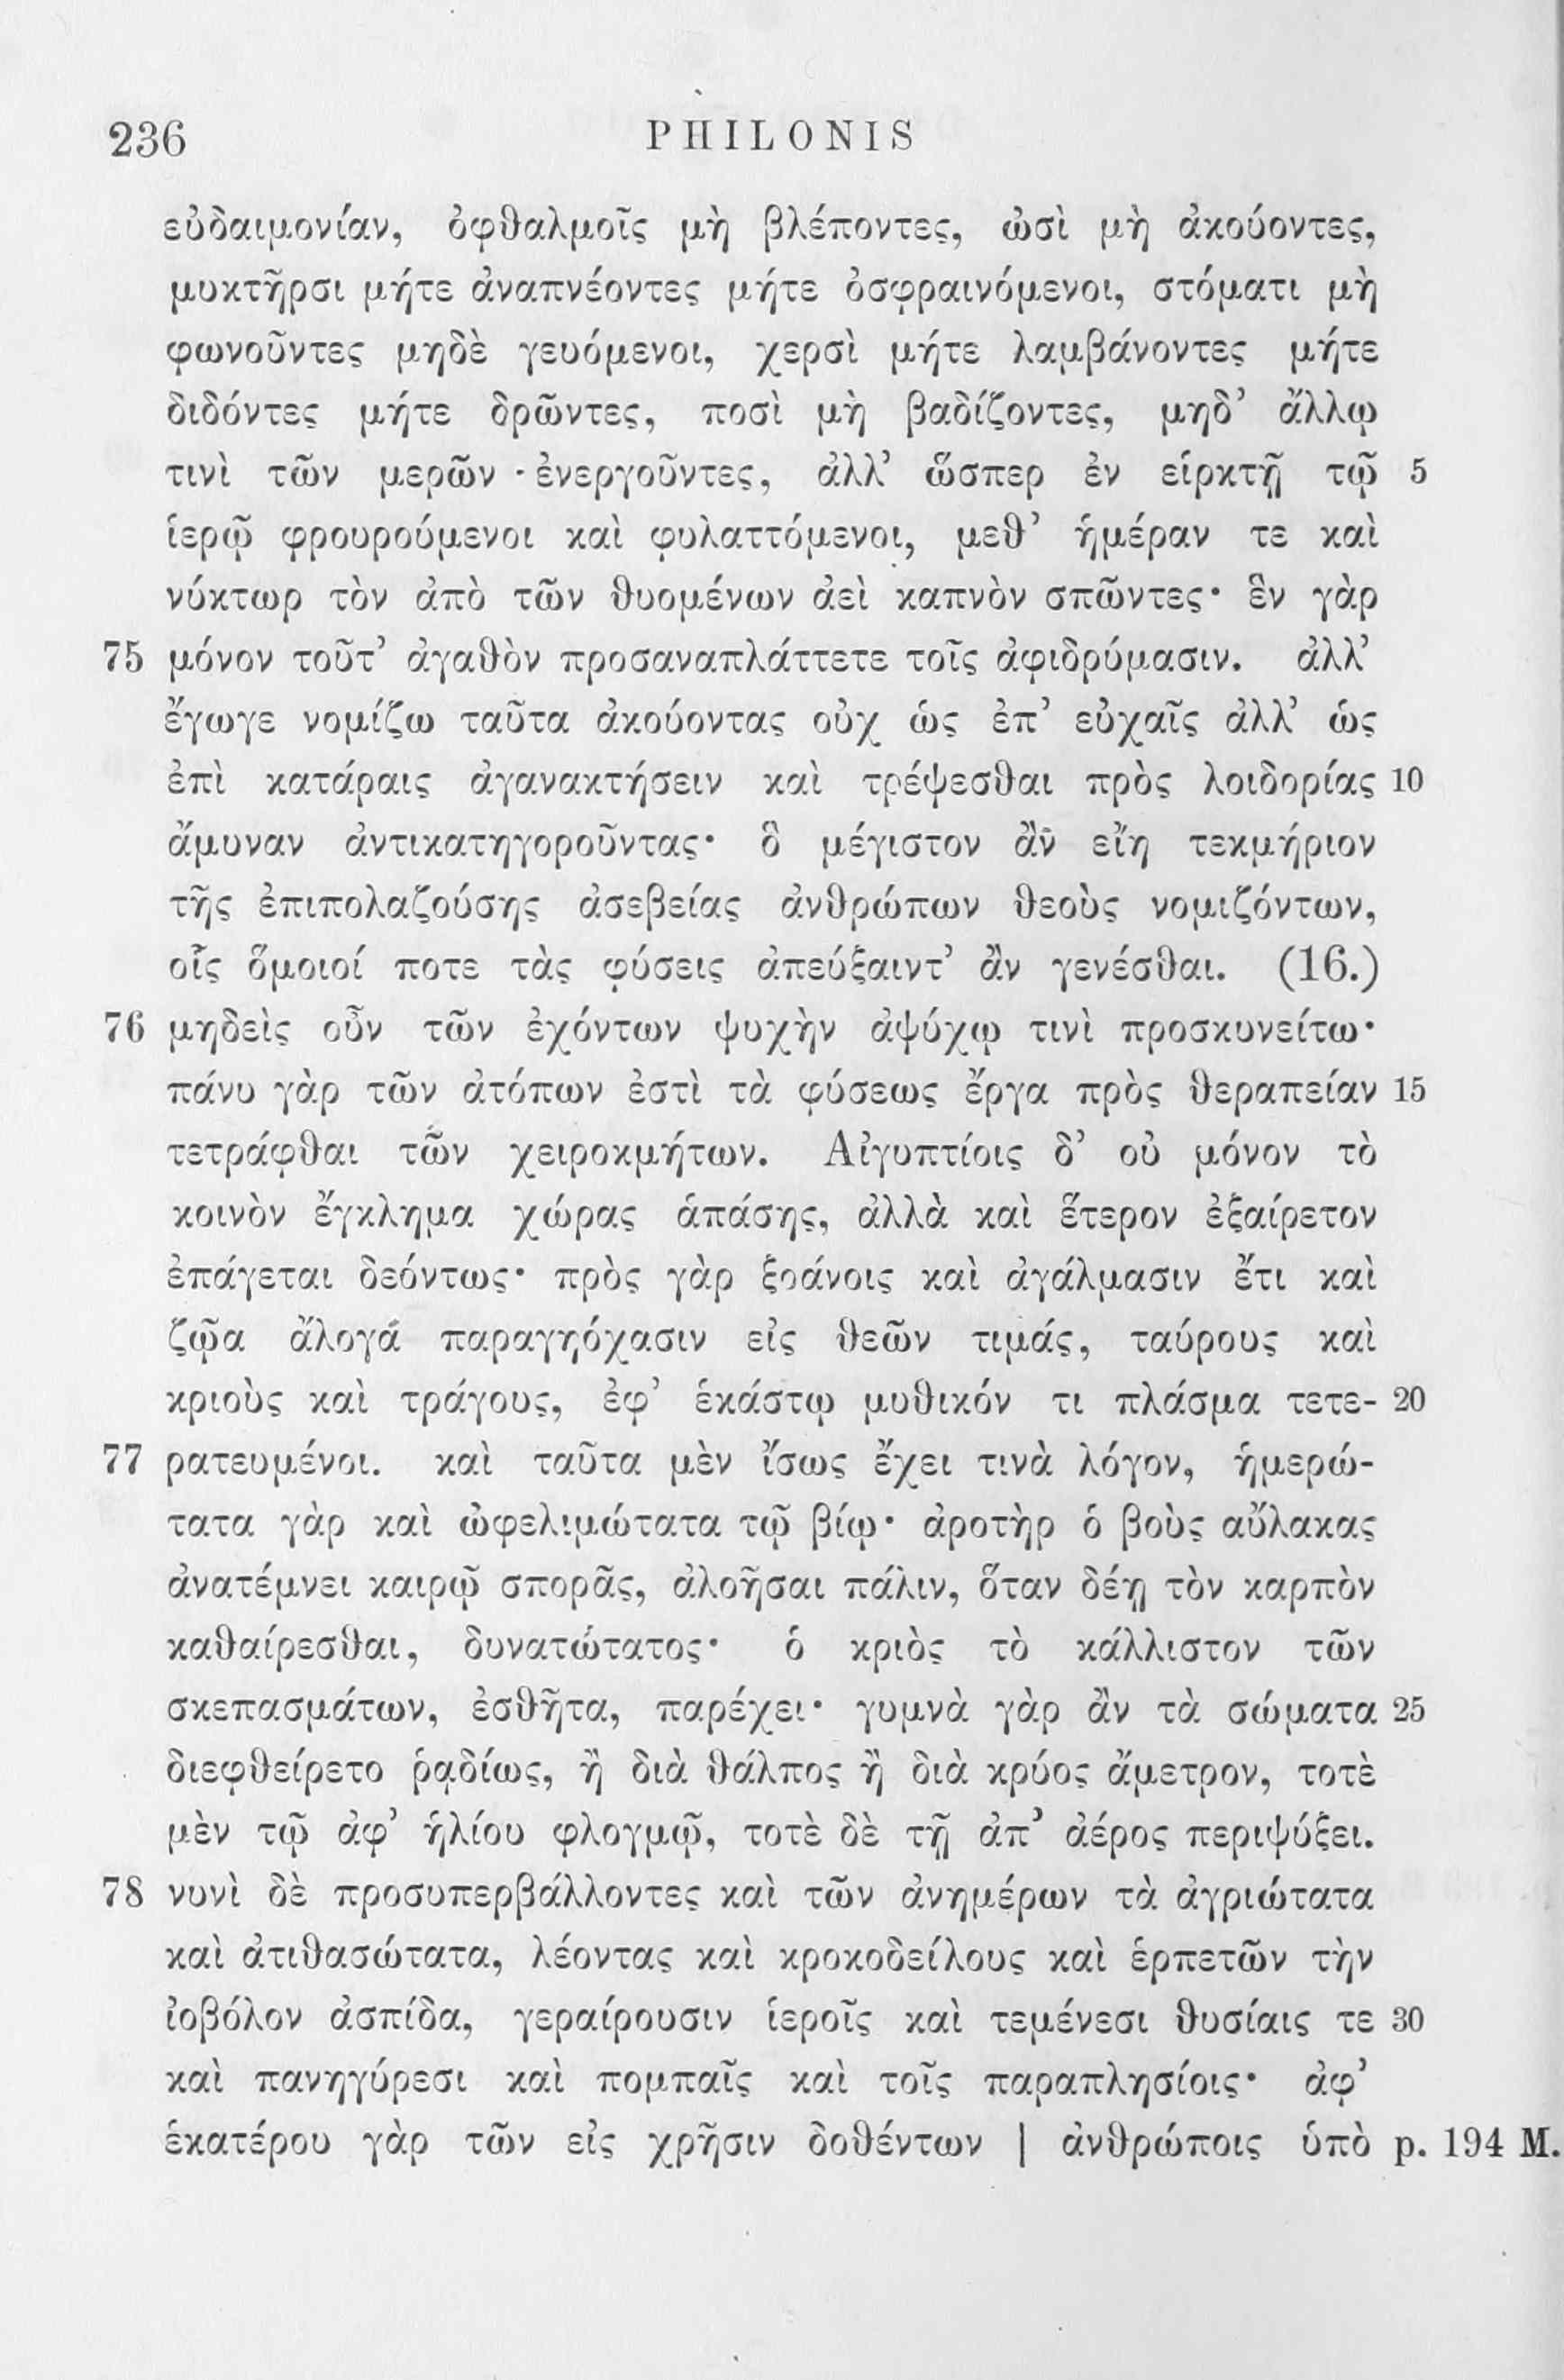 236 PHILONIS
εὐδαιμονίαν, ὀφθαλμοῖς μὴ βλέποντες, ὠσὶ μὴ ἀκούοντες,
μυκτῆρσι μήτε ἀναπνέοντες μήτε ὀσφραινόμενοι, στόματι μὴ
φωνοῦντες μηδὲ γευόμενοι, χερσὶ μήτε λαμβάνοντες μήτε
διδόντες μήτε δρῶντες, ποσὶ μὴ βαδίζοντες, μηδ’ ἄλλῳ
τινὶ τῶν μερῶν ἐνεργοῦντες, ἀλλ’ ὥσπερ ἐν εἱρκτῇ τῷ 5
ἱερῷ φρουρούμενοι καὶ φυλαττόμενοι, μεθ’ ἡμέραν τε καὶ
νύκτωρ τὸν ἀπὸ τῶν θυομένων ἀεὶ καπνὸν σπῶντες· ἓν γὰρ
75 μόνον τοῦτ’ ἀγαθὸν προσαναπλάττετε τοῖς ἀφιδρύμασιν. ἀλλ’
ἔγωγε νομίζω ταῦτα ἀκούοντας οὐχ ὡς ἐπ’ εὐχαῖς ἀλλ’ ὡς
ἐπὶ κατάραις ἀγανακτήσειν καὶ τρέψεσθαι πρὸς λοιδορίας 10
ἄμυναν ἀντικατηγοροῦντας· ὃ μέγιστον ἂν εἴη τεκμήριον
τῆς ἐπιπολαζούσης ἀσεβείας ἀνθρώπων θεοὺς νομιζόντων,
οἷς ὅμοιοί ποτε τὰς φύσεις ἀπεύξαιντ’ ἂν γενέσθαι. (16.)
76 μηδεὶς οὖν τῶν ἐχόντων ψυχὴν ἀψύχῳ τινὶ προσκυνείτω·
πάνυ γὰρ τῶν ἀτόπων ἐστὶ τὰ φύσεως ἔργα πρὸς θεραπείαν 15
τετράφθαι τῶν χειροκμήτων. Αἰγυπτίοις δ’ οὐ μόνον τὸ
κοινὸν ἔγκλημα χώρας ἁπάσης, ἀλλὰ καὶ ἕτερον ἐξαίρετον
ἐπάγεται δεόντως· πρὸς γὰρ ξοάνοις καὶ ἀγάλμασιν ἔτι καὶ
ζῷα ἄλογα παραγηόχασιν εἰς θεῶν τιμάς, ταύρους καὶ
κριοὺς καὶ τράγους, ἐφ’ ἑκάστῳ μυθικόν τι πλάσμα τετε- 20
77 ρατευμένοι. καὶ ταῦτα μὲν ἴσως ἔχει τινὰ λόγον, ἡμερώ-
τατα γὰρ καὶ ὠφελιμώτατα τῷ βίῳ· ἀροτὴρ ὁ βοὺς αὔλακας
ἀνατέμνει καιρῷ σπορᾶς, ἀλοῆσαι πάλιν, ὅταν δέῃ τὸν καρπὸν
καθαίρεσθαι, δυνατώτατος· ὁ κριὸς τὸ κάλλιστον τῶν
σκεπασμάτων, ἐσθῆτα, παρέχει· γυμνὰ γὰρ ἂν τὰ σώματα 25
διεφθείρετο ῥᾳδίως, ἢ διὰ θάλπος ἢ διὰ κρύος ἄμετρον, τοτὲ
μὲν τῷ ἀφ’ ἡλίου φλογμῷ, τοτὲ δὲ τῇ ἀπ’ ἀέρος περιψύξει.
78 νυνὶ δὲ προσυπερβάλλοντες καὶ τῶν ἀνημέρων τὰ ἀγριώτατα
καὶ ἀτιθασώτατα, λέοντας καὶ κροκοδείλους καὶ ἑρπετῶν τὴν
ἰοβόλον ἀσπίδα, γεραίρουσιν ἱεροῖς καὶ τεμένεσι θυσίαις τε 30
καὶ πανηγύρεσι καὶ πομπαῖς καὶ τοῖς παραπλησίοις· ἀφ’
ἑκατέρου γὰρ τῶν εἰς χρῆσιν δοθέντων | ἀνθρώποις ὑπὸ p. 194 M.